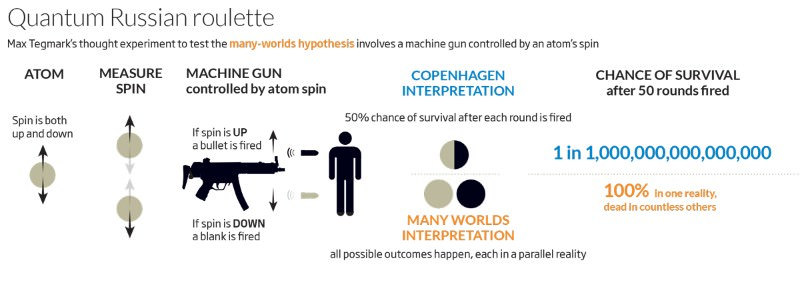 Quantum Russian roulette
Max Tegmark's thought experiment to test the many-worlds hypothesis involves a machine gun controlled by an atom's spin
ATOM
Spin is both
up and down
MEASURE
SPIN
MACHINE GUN
controlled by atom spin
If spin is UP
a bullet is fired
If spin is DOWN
a blank is fired
COPENHAGEN
INTERPRETATION
50% chance of survival after each round is fired
MANY WORLDS
INTERPRETATION
all possible outcomes happen, each in a parallel reality
CHANCE OF SURVIVAL
after 50 rounds fired
1 in 1,000,000,000,000,000
100% in one reality,
dead in countless others